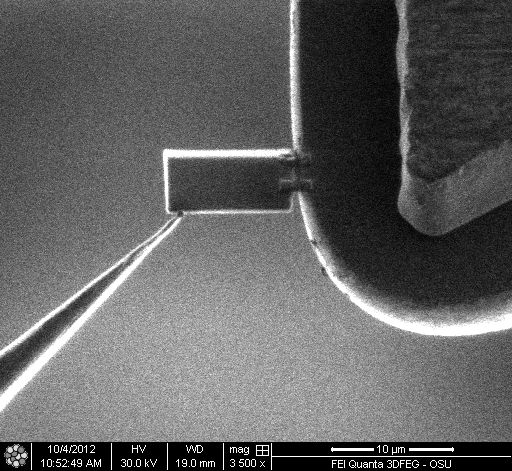 10/4/2012 HV WD mag
10:52:49 AM 30.0 kV 19.0 mm 3 500 x
10 µm
FEI Quanta 3DFEG - OSU